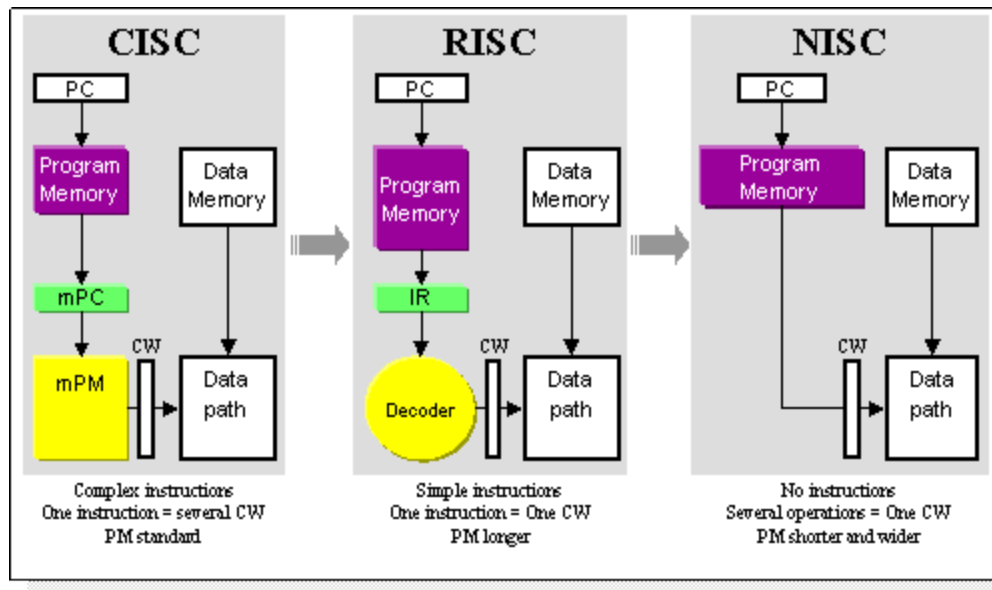 CISC
PC
Program
Memory
Data
Memory
mPC
CW
mPM
Data
path
Complex instructions
One instruction = several CW
PM standard
RISC
PC
Program
Memory
Data
Memory
IR
CW
Decoder
Data
path
Simple instructions
One instruction = One CW
PM longer
NISC
PC
Program
Memory
Data
Memory
CW
Data
path
No instructions
Several operations = One CW
PM shorter and wider